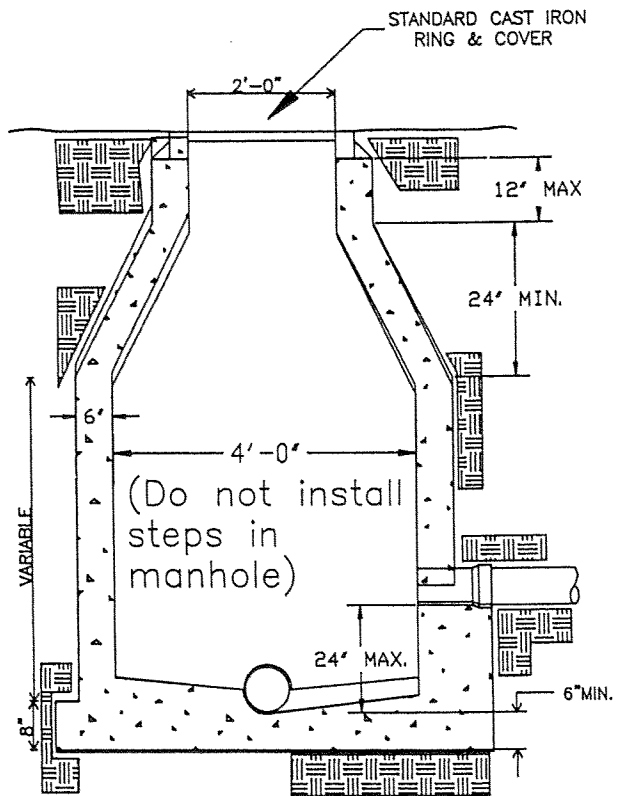 STANDARD CAST IRON
RING & COVER
2'-0"
12" MAX
24" MIN.
6"
4'-0"
(Do not install
steps in
manhole)
VARIABLE
24" MAX.
6"MIN.
8"